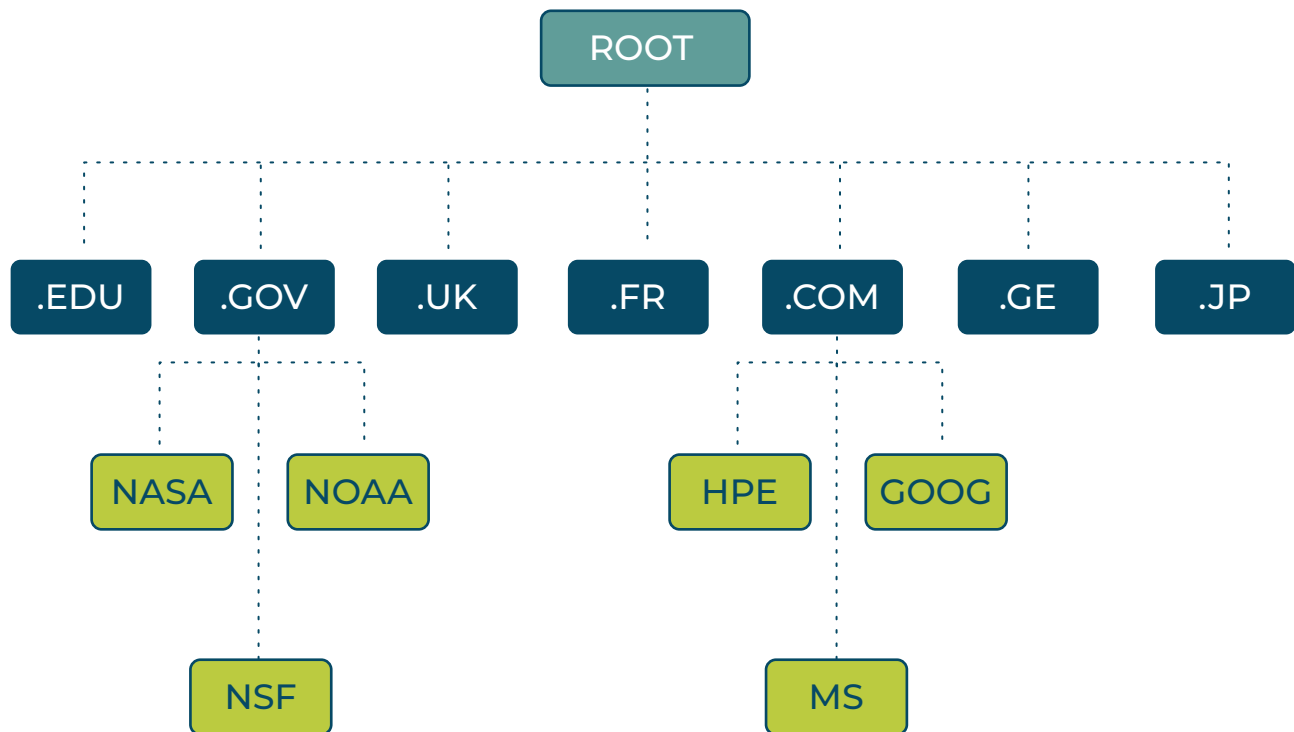 ROOT
.EDU
.GOV
.UK
.FR
.COM
.GE
.JP
NASA
NOAA
HPE
GOOG
NSF
MS